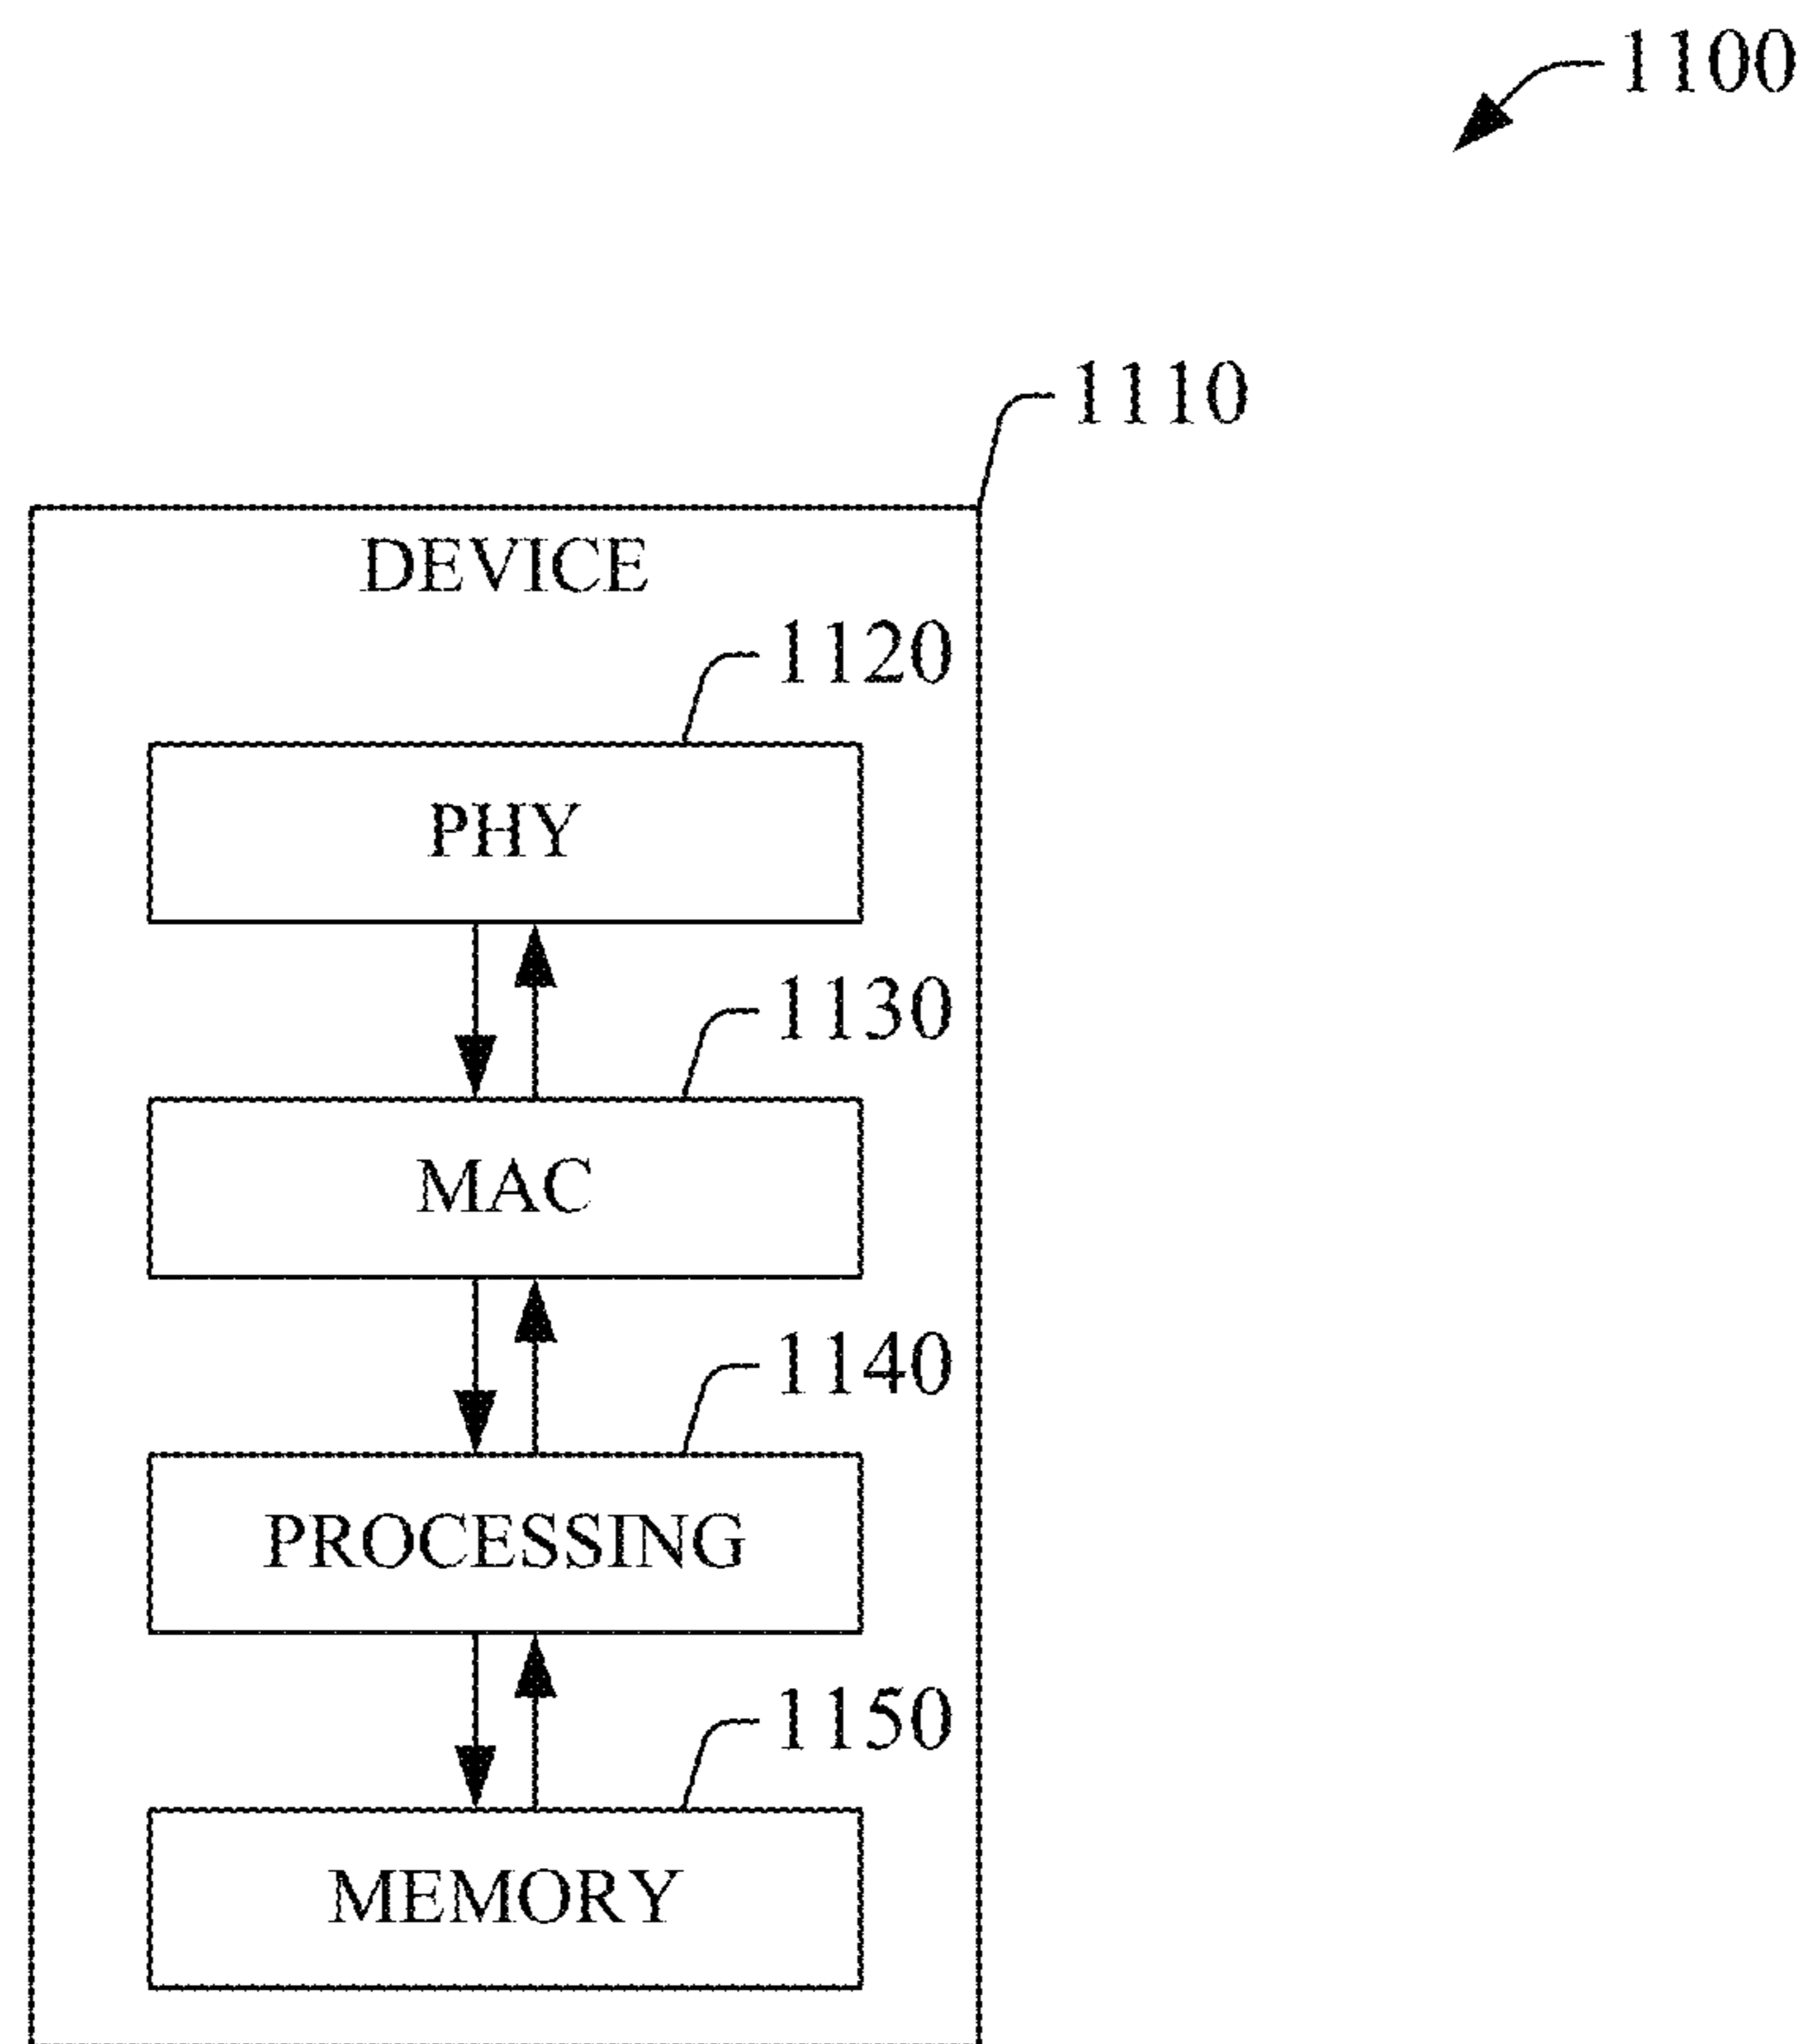 1100
1110
DEVICE
1120
PHY
1130
MAC
1140
PROCESSING
1150
MEMORY